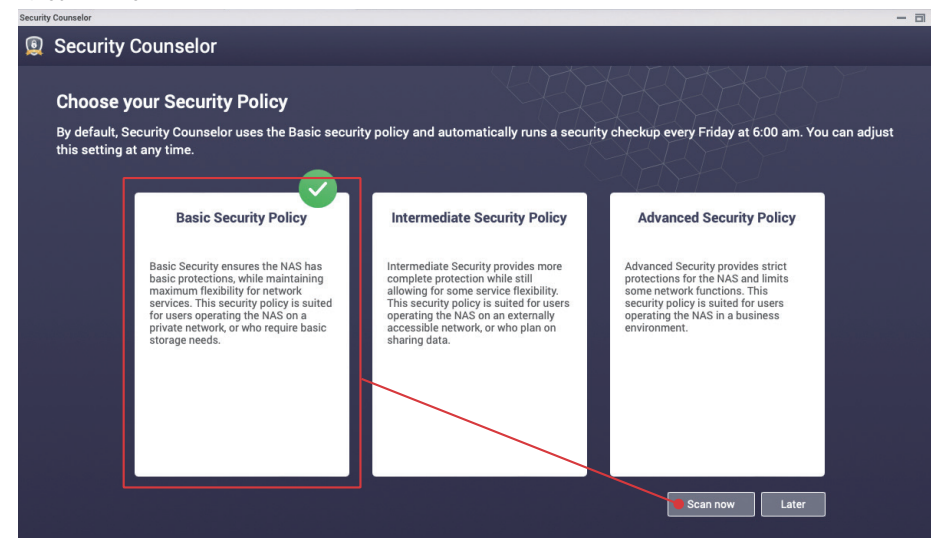 Security Counselor
6
Security Counselor
Choose your Security Policy
By default, Security Counselor uses the Basic security policy and automatically runs a security checkup every Friday at 6:00 am. You can adjust
this setting at any time.
Basic Security Policy
Basic Security ensures the NAS has
basic protections, while maintaining
maximum flexibility for network
services. This security policy is suited
for users operating the NAS on a
private network, or who require basic
storage needs.
Intermediate Security Policy
Intermediate Security provides more
complete protection while still
allowing for some service flexibility.
This security policy is suited for users
operating the NAS on an externally
accessible network, or who plan on
sharing data.
Advanced Security Policy
Advanced Security provides strict
protections for the NAS and limits
some network functions. This
security policy is suited for users
operating the NAS in a business
environment.
Scan now
Later